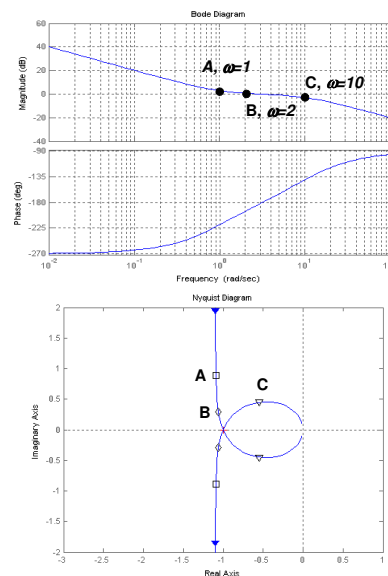 Bode Diagram
60
40
20
0
-20
-40
Magnitude (dB)
A, ω=1
B, ω=2
C, ω=10
-90
-135
-180
-225
-270
Phase (deg)
10⁻² 10⁻¹ 10⁰ 10¹
Frequency (rad/sec)
Nyquist Diagram
2
1.5
1
0.5
0
-0.5
-1
-1.5
-2
Imaginary Axis
A
B
C
-3 -2.5 -2 -1.5 -1 -0.5 0 0.5 1
Real Axis